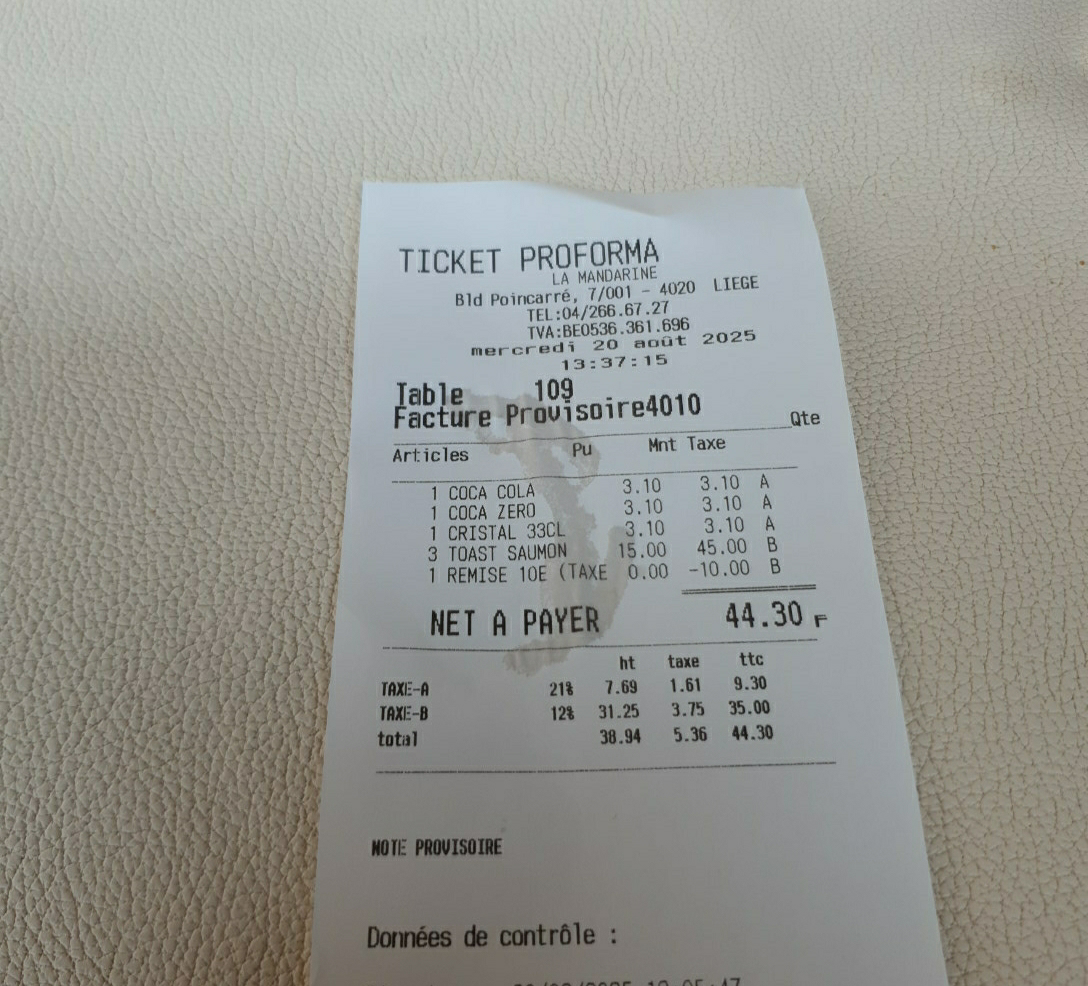 TICKET PROFORMA
LA MANDARINE
Bld Poincarré, 7/001 - 4020 LIEGE
TEL:04/266.67.27
TVA:BE0536.361.696
mercredi 20 août 2025
13:37:15
Table 109
Facture Provisoire4010
Qte
Articles Pu Mnt Taxe
1 COCA COLA 3.10 3.10 A
1 COCA ZERO 3.10 3.10 A
1 CRISTAL 33CL 3.10 3.10 A
3 TOAST SAUMON 15.00 45.00 B
1 REMISE 10E (TAXE 0.00 -10.00 B
NET A PAYER 44.30 F
ht taxe ttc
TAXE-A 21% 7.69 1.61 9.30
TAXE-B 12% 31.25 3.75 35.00
total 38.94 5.36 44.30
NOTE PROVISOIRE
Données de contrôle :